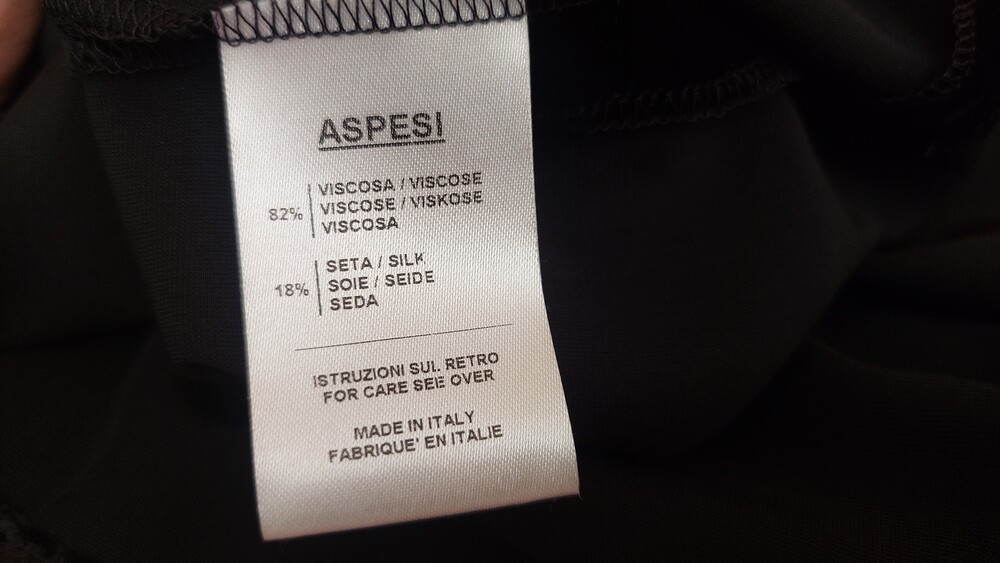 ASPESI
82%
VISCOSA / VISCOSE
VISCOSE / VISKOSE
VISCOSA
18%
SETA / SILK
SOIE / SEIDE
SEDA
ISTRUZIONI SUL RETRO
FOR CARE SEE OVER
MADE IN ITALY
FABRIQUE' EN ITALIE